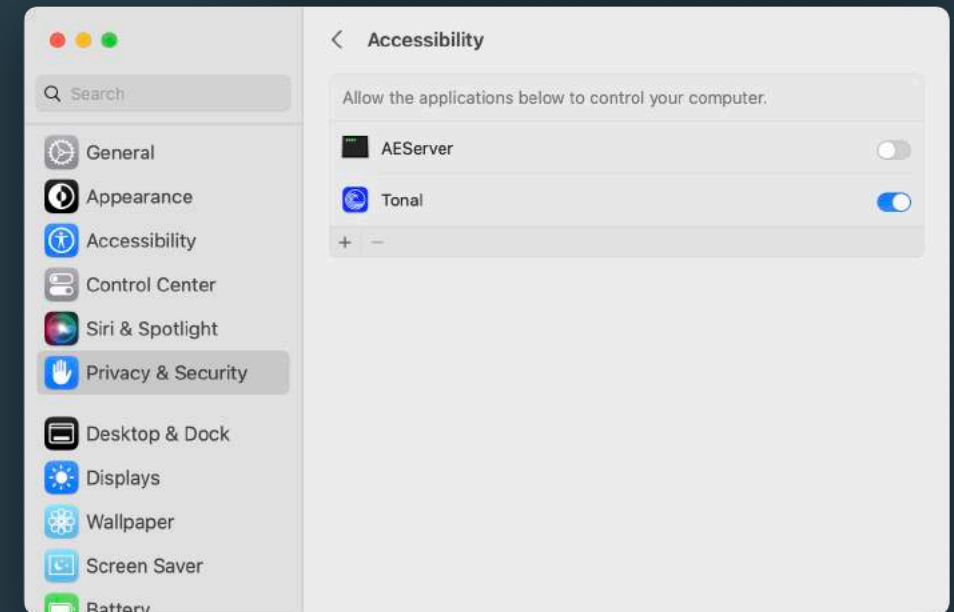 Accessibility
Search
Allow the applications below to control your computer.
General
AEServer
Appearance
Tonal
Accessibility
+ −
Control Center
Siri & Spotlight
Privacy & Security
Desktop & Dock
Displays
Wallpaper
Screen Saver
Battery